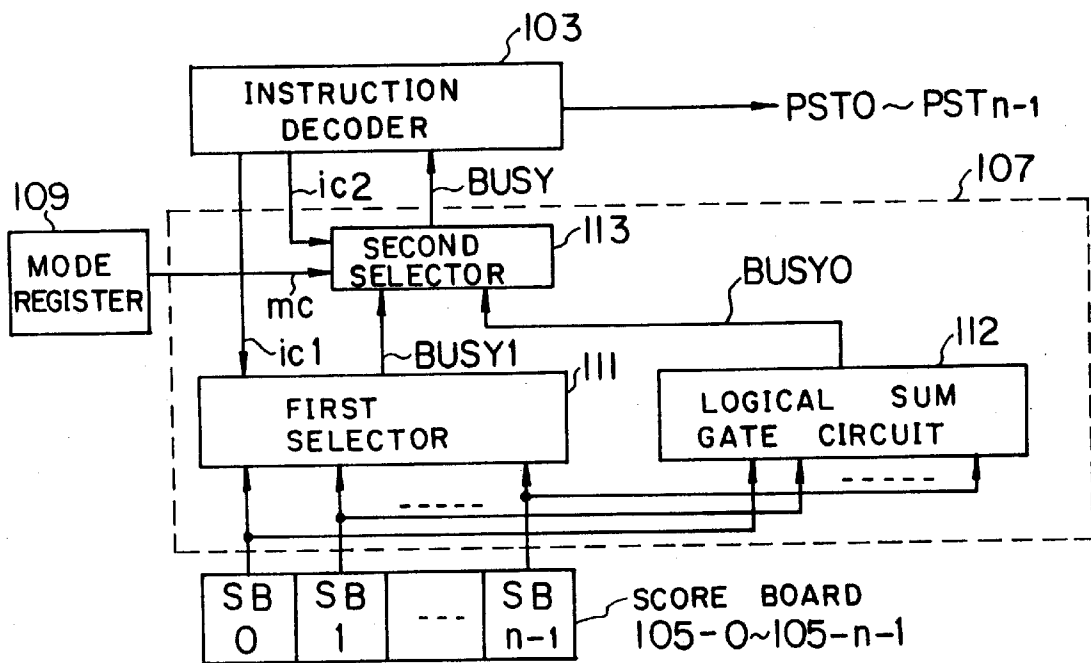 103
INSTRUCTION
DECODER
PST0 ~ PSTn-1
ic2
BUSY
107
109
MODE
REGISTER
SECOND
SELECTOR
113
mc
BUSY0
ic1
BUSY1
111
112
FIRST
SELECTOR
LOGICAL SUM
GATE CIRCUIT
-----
-----
SB
0
SB
1
----
SB
n-1
SCORE BOARD
105-0~105-n-1